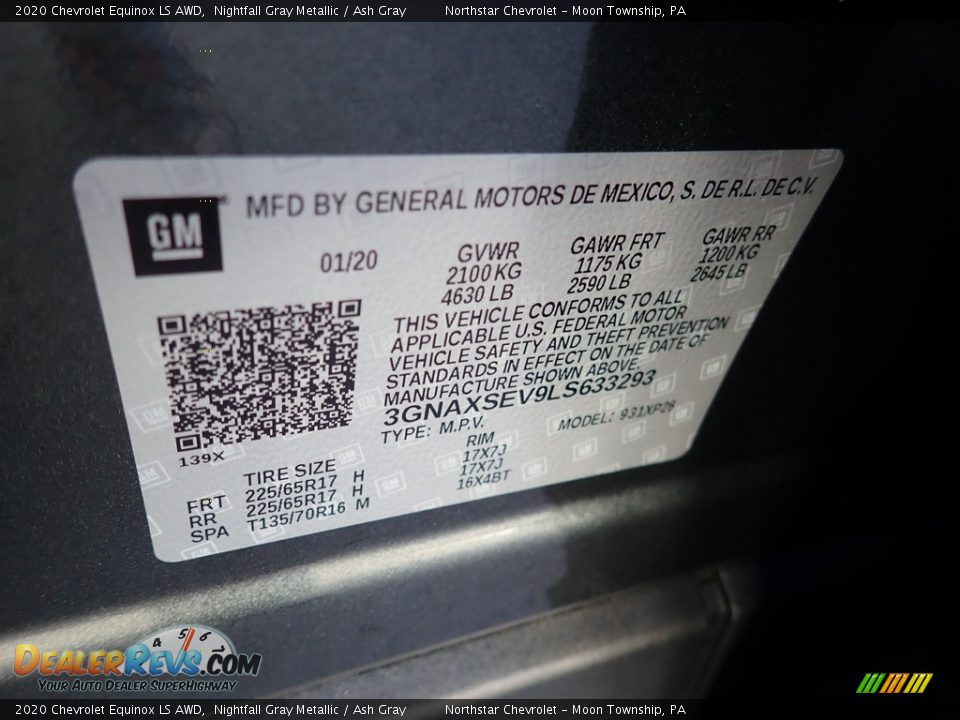 2020 Chevrolet Equinox LS AWD, Nightfall Gray Metallic / Ash Gray Northstar Chevrolet - Moon Township, PA
GM
MFD BY GENERAL MOTORS DE MEXICO, S. DE R.L. DE C.V.
01/20
GVWR GAWR FRT GAWR RR
2100 KG 1175 KG 1200 KG
4630 LB 2590 LB 2645 LB
THIS VEHICLE CONFORMS TO ALL
APPLICABLE U.S. FEDERAL MOTOR
VEHICLE SAFETY AND THEFT PREVENTION
STANDARDS IN EFFECT ON THE DATE OF
MANUFACTURE SHOWN ABOVE.
3GNAXSEV9LS633293
TYPE: M.P.V. MODEL: 931XP26
139X
TIRE SIZE RIM
FRT 225/65R17 H 17X7J
RR 225/65R17 H 17X7J
SPA T135/70R16 M 16X4BT
4 5 6
DEALERREVS.COM
YOUR AUTO DEALER SUPERHIGHWAY
2020 Chevrolet Equinox LS AWD, Nightfall Gray Metallic / Ash Gray Northstar Chevrolet - Moon Township, PA